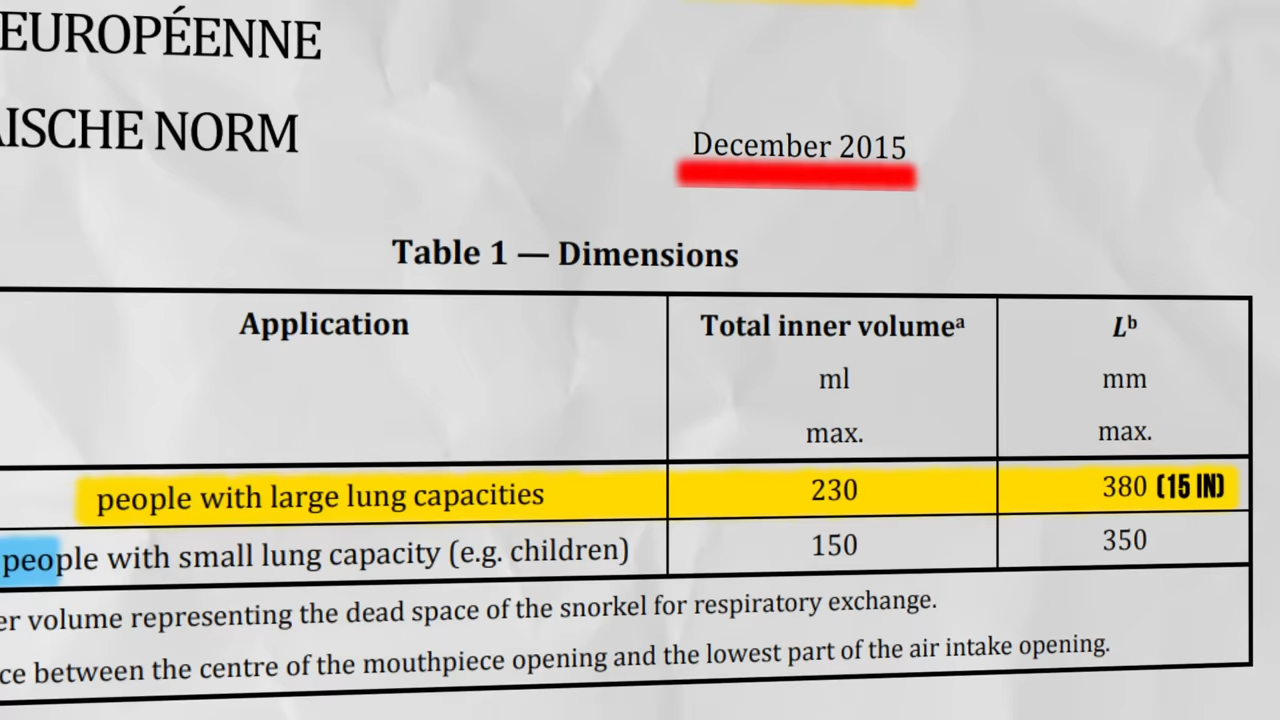 EUROPÉENNE
AISCHE NORM
December 2015
Table 1 — Dimensions
Application
Total inner volumeᵃ
Lᵇ
ml
mm
max.
max.
people with large lung capacities
230
380 (15 IN)
people with small lung capacity (e.g. children)
150
350
er volume representing the dead space of the snorkel for respiratory exchange.
ce between the centre of the mouthpiece opening and the lowest part of the air intake opening.